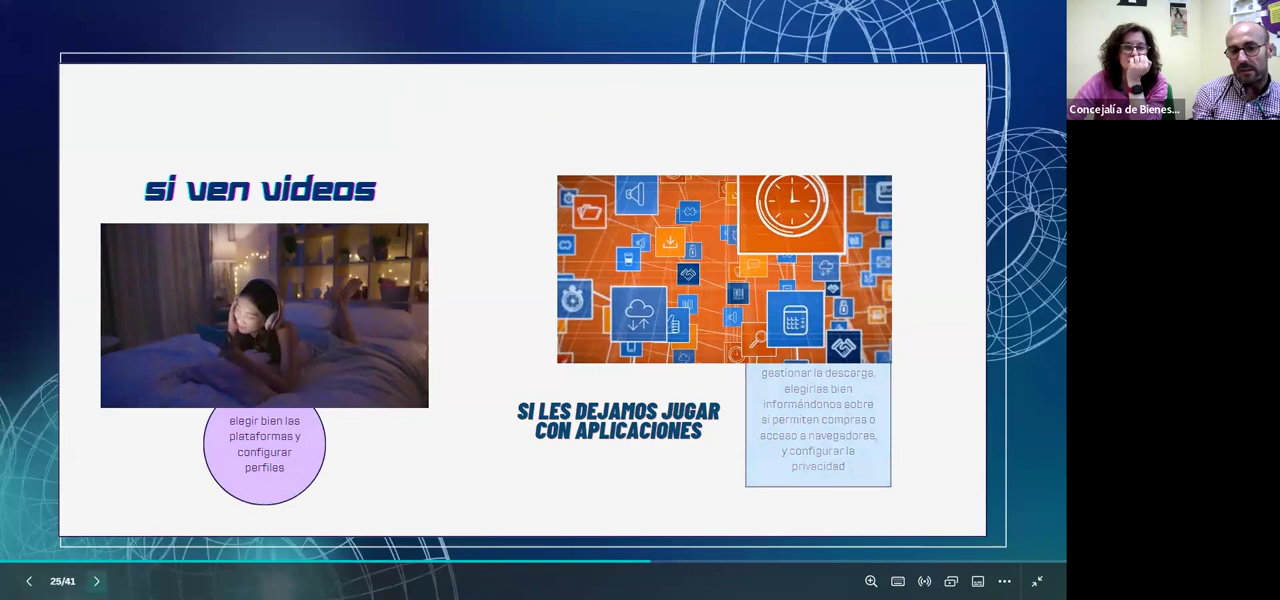 si ven videos
elegir bien las
plataformas y
configurar
perfiles
SI LES DEJAMOS JUGAR
CON APLICACIONES
gestionar la descarga,
elegirlas bien
informándonos sobre
si permiten compras o
acceso a navegadores,
y configurar la
privacidad
Concejalía de Bienes...
25/41